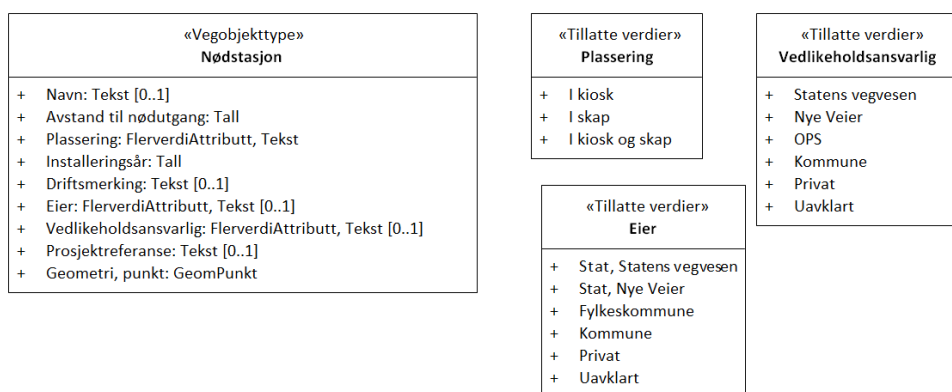 «Vegobjekttype»
Nødstasjon
+ Navn: Tekst [0..1]
+ Avstand til nødutgang: Tall
+ Plassering: FlerverdiAttributt, Tekst
+ Installeringsår: Tall
+ Driftsmerking: Tekst [0..1]
+ Eier: FlerverdiAttributt, Tekst [0..1]
+ Vedlikeholdsansvarlig: FlerverdiAttributt, Tekst [0..1]
+ Prosjektreferanse: Tekst [0..1]
+ Geometri, punkt: GeomPunkt
«Tillatte verdier»
Plassering
+ I kiosk
+ I skap
+ I kiosk og skap
«Tillatte verdier»
Vedlikeholdsansvarlig
+ Statens vegvesen
+ Nye Veier
+ OPS
+ Kommune
+ Privat
+ Uavklart
«Tillatte verdier»
Eier
+ Stat, Statens vegvesen
+ Stat, Nye Veier
+ Fylkeskommune
+ Kommune
+ Privat
+ Uavklart